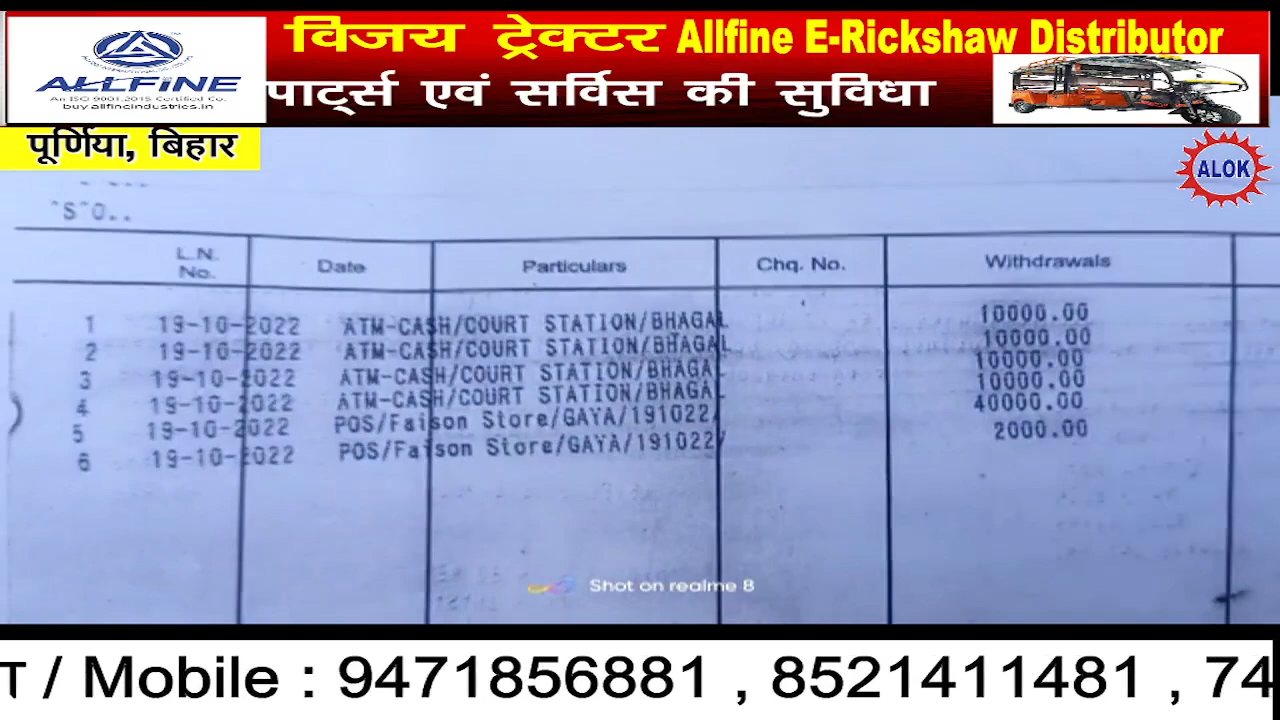 ALLFINE
An ISO 9001:2015 Certified Co.
buy.allfineindustries.in
विजय ट्रेक्टर Allfine E-Rickshaw Distributor
पार्ट्स एवं सर्विस की सुविधा
पूर्णिया, बिहार
ALOK
L.N. No. Date Particulars Chq. No. Withdrawals
1 19-10-2022 ATM-CASH/COURT STATION/BHAGAL 10000.00
2 19-10-2022 ATM-CASH/COURT STATION/BHAGAL 10000.00
3 19-10-2022 ATM-CASH/COURT STATION/BHAGAL 10000.00
4 19-10-2022 ATM-CASH/COURT STATION/BHAGAL 10000.00
5 19-10-2022 POS/Faison Store/GAYA/191022/ 40000.00
6 19-10-2022 POS/Faison Store/GAYA/191022/ 2000.00
Shot on realme 8
T / Mobile : 9471856881 , 8521411481 , 74